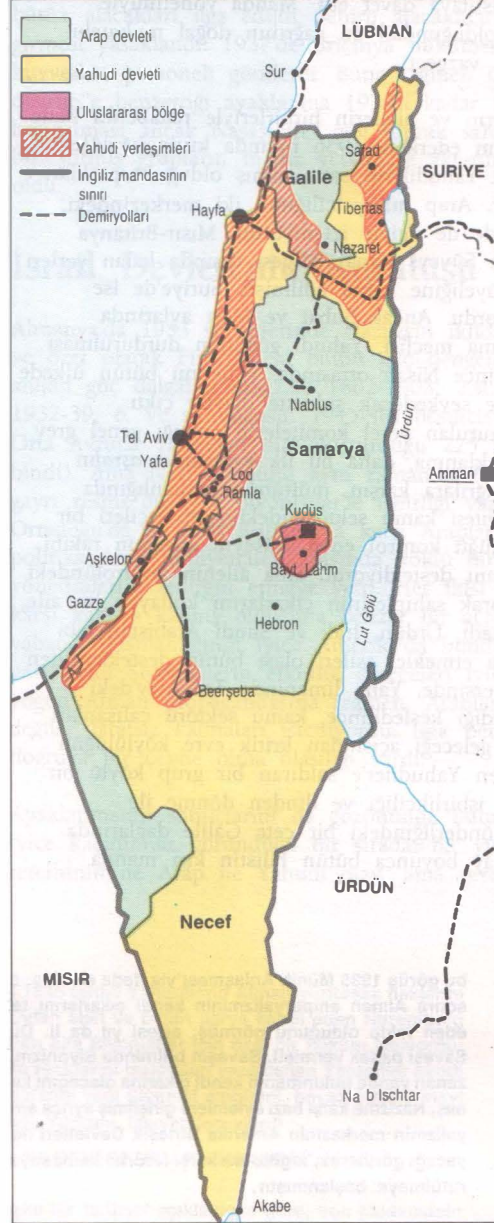 Arap devleti
Yahudi devleti
Uluslararası bölge
Yahudi yerleşimleri
İngiliz mandasının
sınırı
Demiryolları
LÜBNAN
Sur
SURİYE
Safad
Galile
Tiberias
Hayfa
Nazaret
Nablus
Samarya
Ürdün
Tel Aviv
Yafa
Amman
Lod
Ramla
Kudüs
Aşkelon
Bayt Lahm
Gazze
Hebron
Lut Gölü
Beerşeba
ÜRDÜN
Necef
MISIR
Na b Ischtar
Akabe